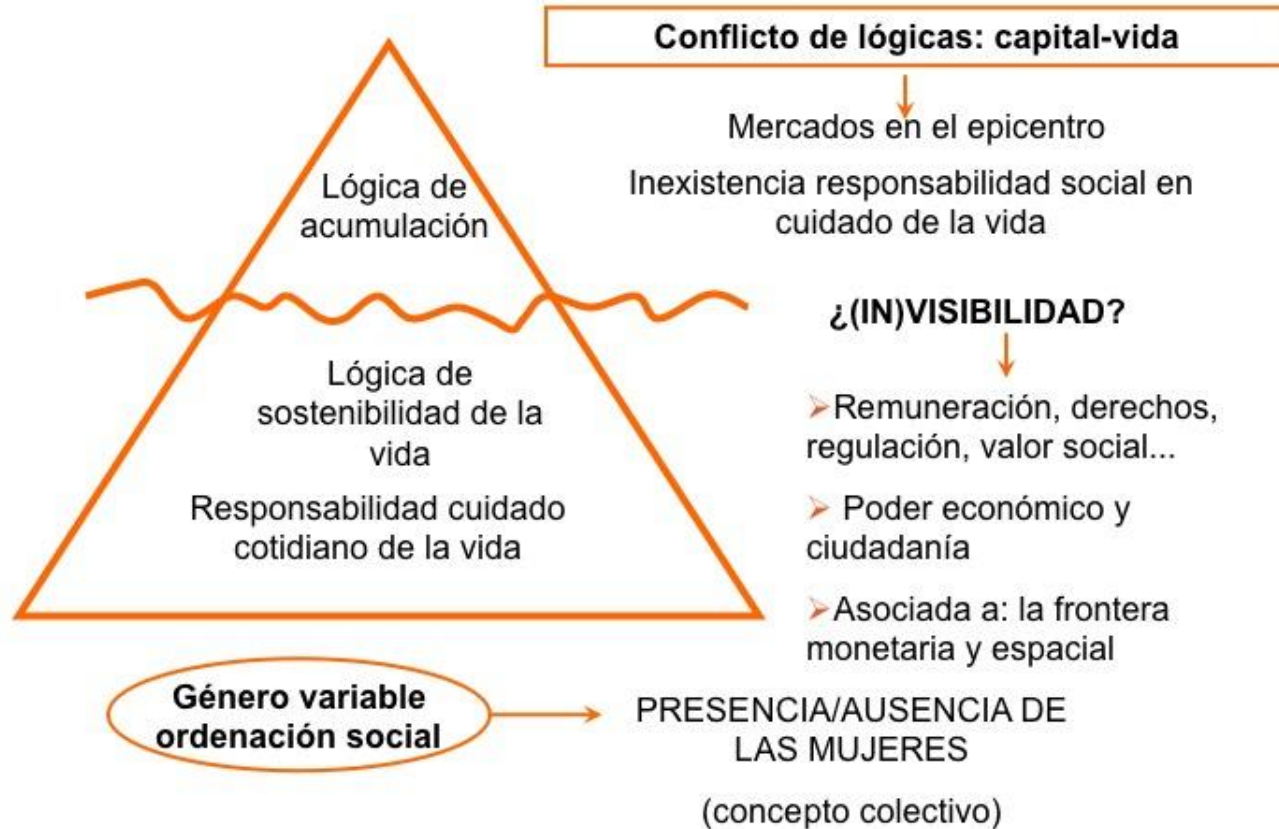 Conflicto de lógicas: capital-vida
Mercados en el epicentro
Inexistencia responsabilidad social en
cuidado de la vida
Lógica de
acumulación
¿(IN)VISIBILIDAD?
Lógica de
sostenibilidad de la
vida
Responsabilidad cuidado
cotidiano de la vida
➢Remuneración, derechos,
regulación, valor social...
➢ Poder económico y
ciudadanía
➢Asociada a: la frontera
monetaria y espacial
Género variable
ordenación social
PRESENCIA/AUSENCIA DE
LAS MUJERES
(concepto colectivo)